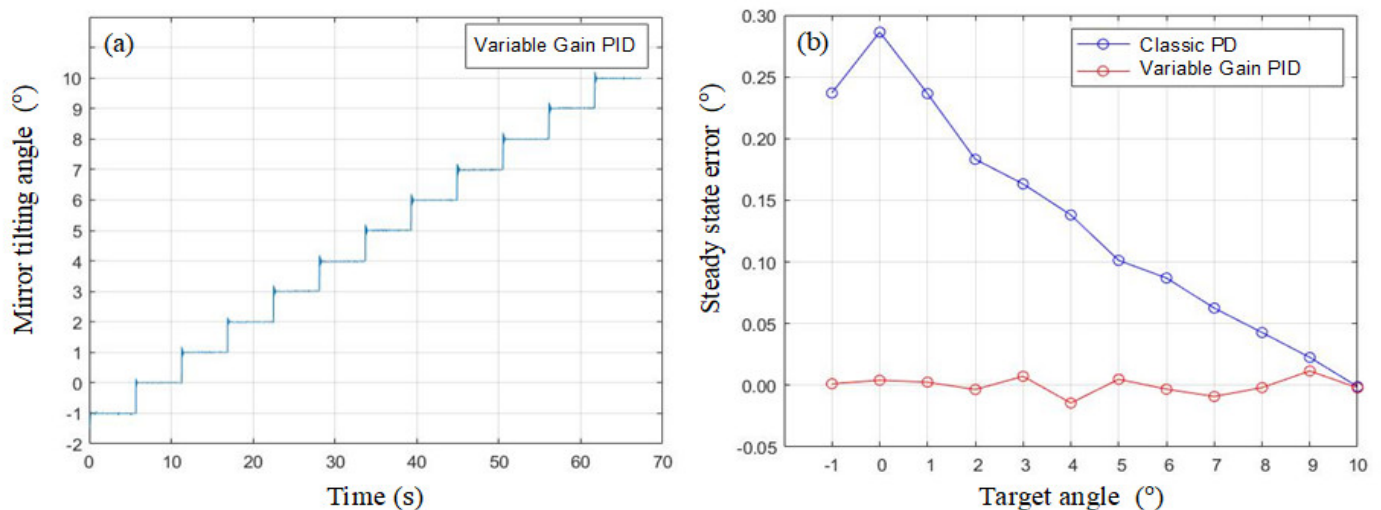 (a)
Variable Gain PID
Mirror tilting angle (°)
10
9
8
7
6
5
4
3
2
1
0
-1
-2
0 10 20 30 40 50 60 70
Time (s)
(b)
Classic PD
Variable Gain PID
Steady state error (°)
0.30
0.25
0.20
0.15
0.10
0.05
0.00
-0.05
-1 0 1 2 3 4 5 6 7 8 9 10
Target angle (°)